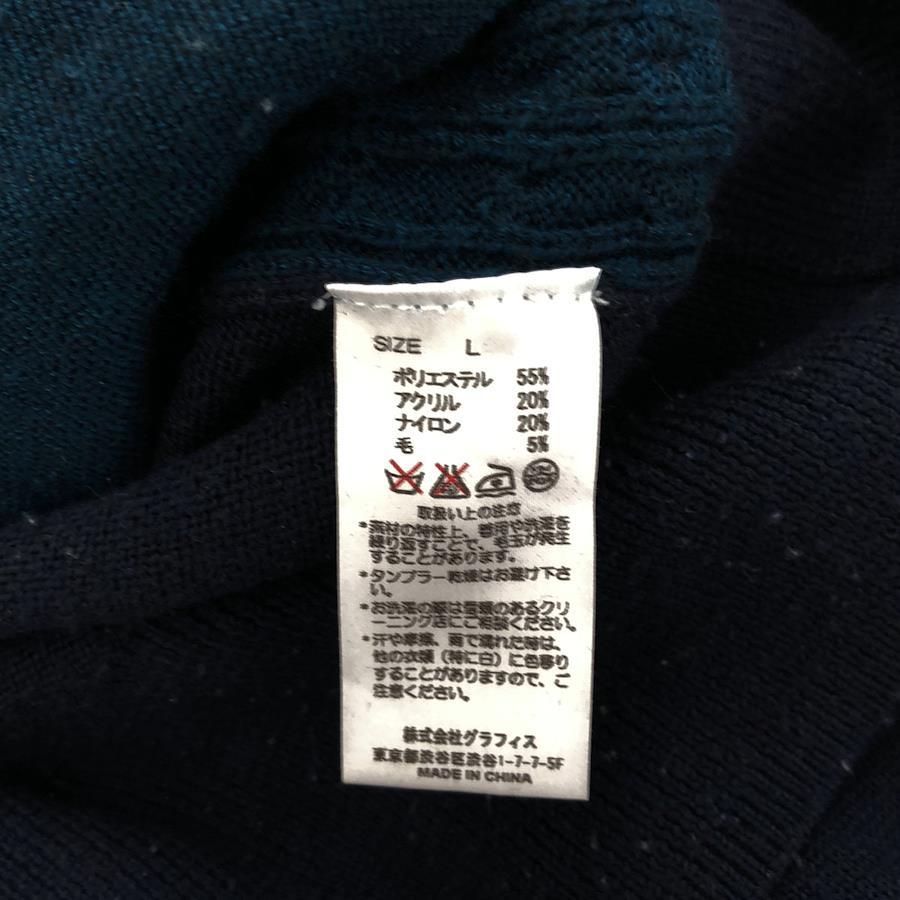 SIZE L
ポリエステル 55%
アクリル 20%
ナイロン 20%
毛 5%
取扱い上の注意
*素材の特性上、着用や洗濯を
繰り返すことで、毛玉が発生
することがあります。
*タンブラー乾燥はお避け下さ
い。
*お洗濯の際は信頼のあるクリ
ーニング店にご相談ください。
*汗や摩擦、雨で濡れた時は、
他の衣類(特に白)に色移り
することがありますので、ご
注意ください。
株式会社グラフィス
東京都渋谷区渋谷1-7-7-5F
MADE IN CHINA